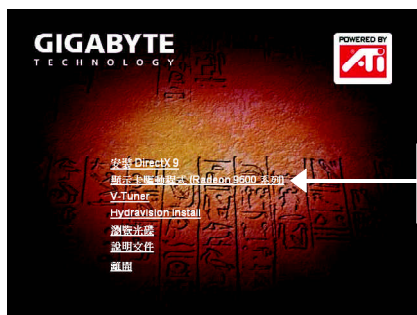 GIGABYTE
TECHNOLOGY
POWERED BY
ATi
安裝 DirectX 9
顯示卡驅動程式 (Radeon 9600 系列)
V-Tuner
Hydravision Install
瀏覽光碟
說明文件
離開